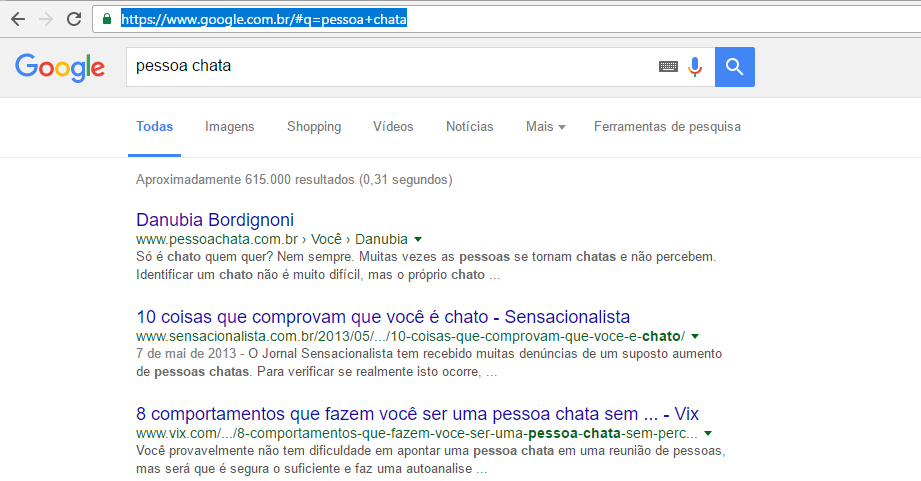 https://www.google.com.br/#q=pessoa+chata
Google
pessoa chata
Todas Imagens Shopping Vídeos Notícias Mais Ferramentas de pesquisa
Aproximadamente 615.000 resultados (0,31 segundos)
Danubia Bordignoni
www.pessoachata.com.br › Você › Danubia
Só é chato quem quer? Nem sempre. Muitas vezes as pessoas se tornam chatas e não percebem.
Identificar um chato não é muito difícil, mas o próprio chato ...
10 coisas que comprovam que você é chato - Sensacionalista
www.sensacionalista.com.br/2013/05/.../10-coisas-que-comprovam-que-voce-e-chato/
7 de mai de 2013 - O Jornal Sensacionalista tem recebido muitas denúncias de um suposto aumento
de pessoas chatas. Para verificar se realmente isto ocorre, ...
8 comportamentos que fazem você ser uma pessoa chata sem ... - Vix
www.vix.com/.../8-comportamentos-que-fazem-voce-ser-uma-pessoa-chata-sem-perc...
Você provavelmente não tem dificuldade em apontar uma pessoa chata em uma reunião de pessoas,
mas será que é segura o suficiente e faz uma autoanalise ...